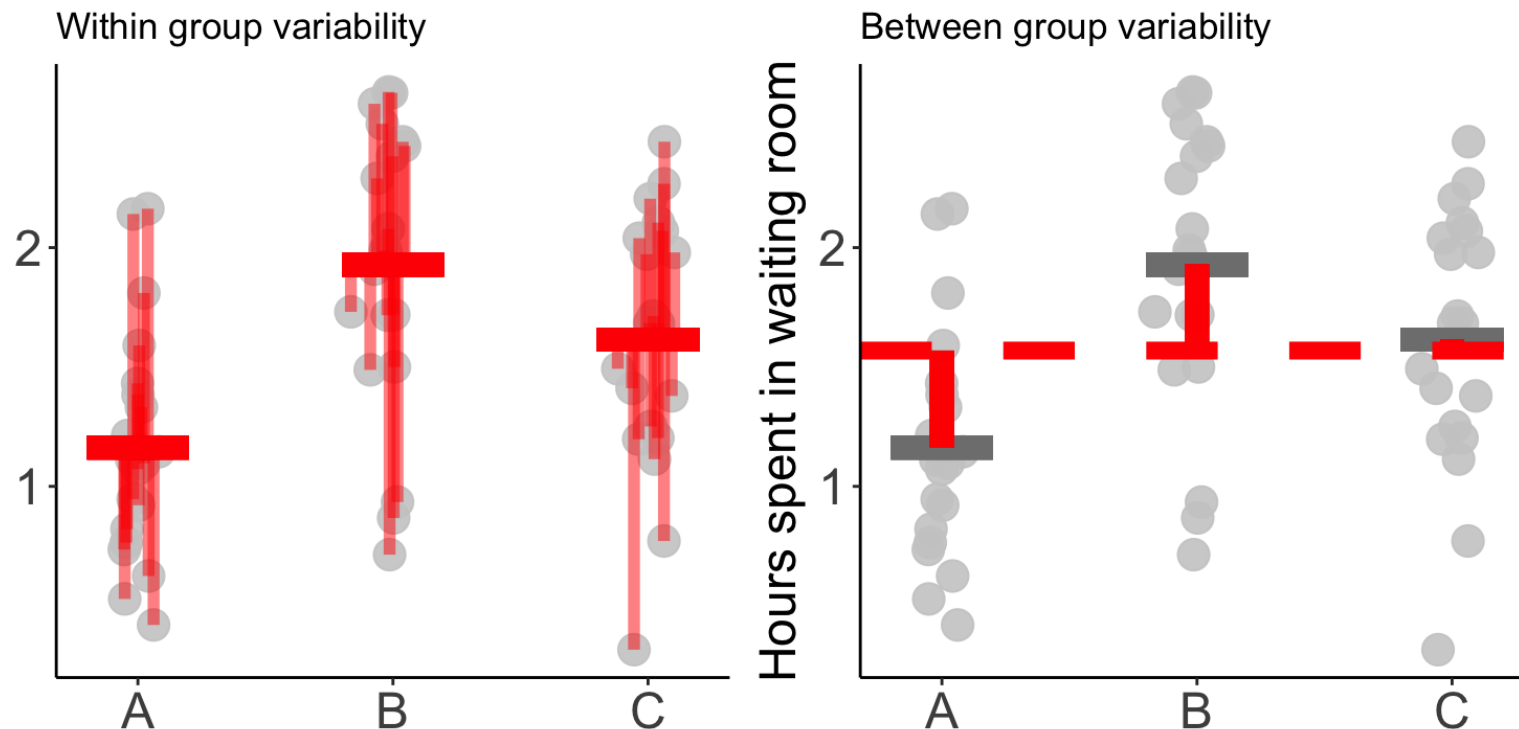 Within group variability
2
1
A B C
Between group variability
Hours spent in waiting room
2
1
A B C